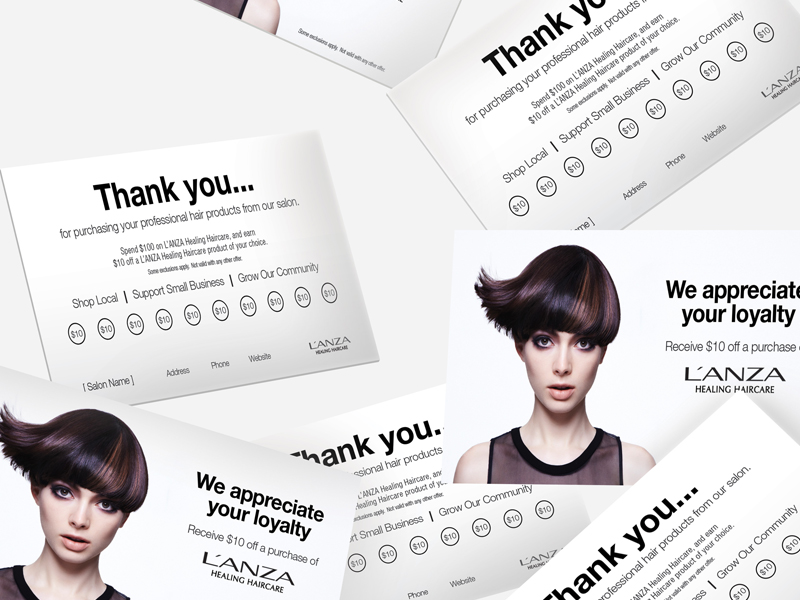 Some exclusions apply. Not valid with any other offer.
Thank you
for purchasing your professional hair products
Spend $100 on L'ANZA Healing Haircare, and earn
$10 off a L'ANZA Healing Haircare product of your choice.
Some exclusions apply. Not valid with any other offer.
Shop Local | Support Small Business | Grow Our Community
$10 $10 $10 $10 $10 $10 $10 $10 $10 $10
Address Phone Website
L'ANZA
HEALING HAIRCARE
Thank you...
for purchasing your professional hair products from our salon.
Spend $100 on L'ANZA Healing Haircare, and earn
$10 off a L'ANZA Healing Haircare product of your choice.
Some exclusions apply. Not valid with any other offer.
Shop Local | Support Small Business | Grow Our Community
$10 $10 $10 $10 $10 $10 $10 $10 $10 $10
[ Salon Name ] Address Phone Website
L'ANZA
HEALING HAIRCARE
We appreciate
your loyalty
Receive $10 off a purchase
L'ANZA
HEALING HAIRCARE
We appreciate
your loyalty
Receive $10 off a purchase of
L'ANZA
HEALING HAIRCARE
Thank you..
professional hair products
L'ANZA Healing Haircare, and
Healing Haircare product of
exclusions apply. Not valid with any other offer.
Small Business | Grow Our Community
$10 $10 $10 $10 $10 $10 $10
Phone Website
L'ANZA
Thank you...
professional hair products from our salon.
L'ANZA Healing Haircare, and earn
Healing Haircare product of your choice.
Not valid with any other offer.
Business | Grow Our Community
$10 $10 $10